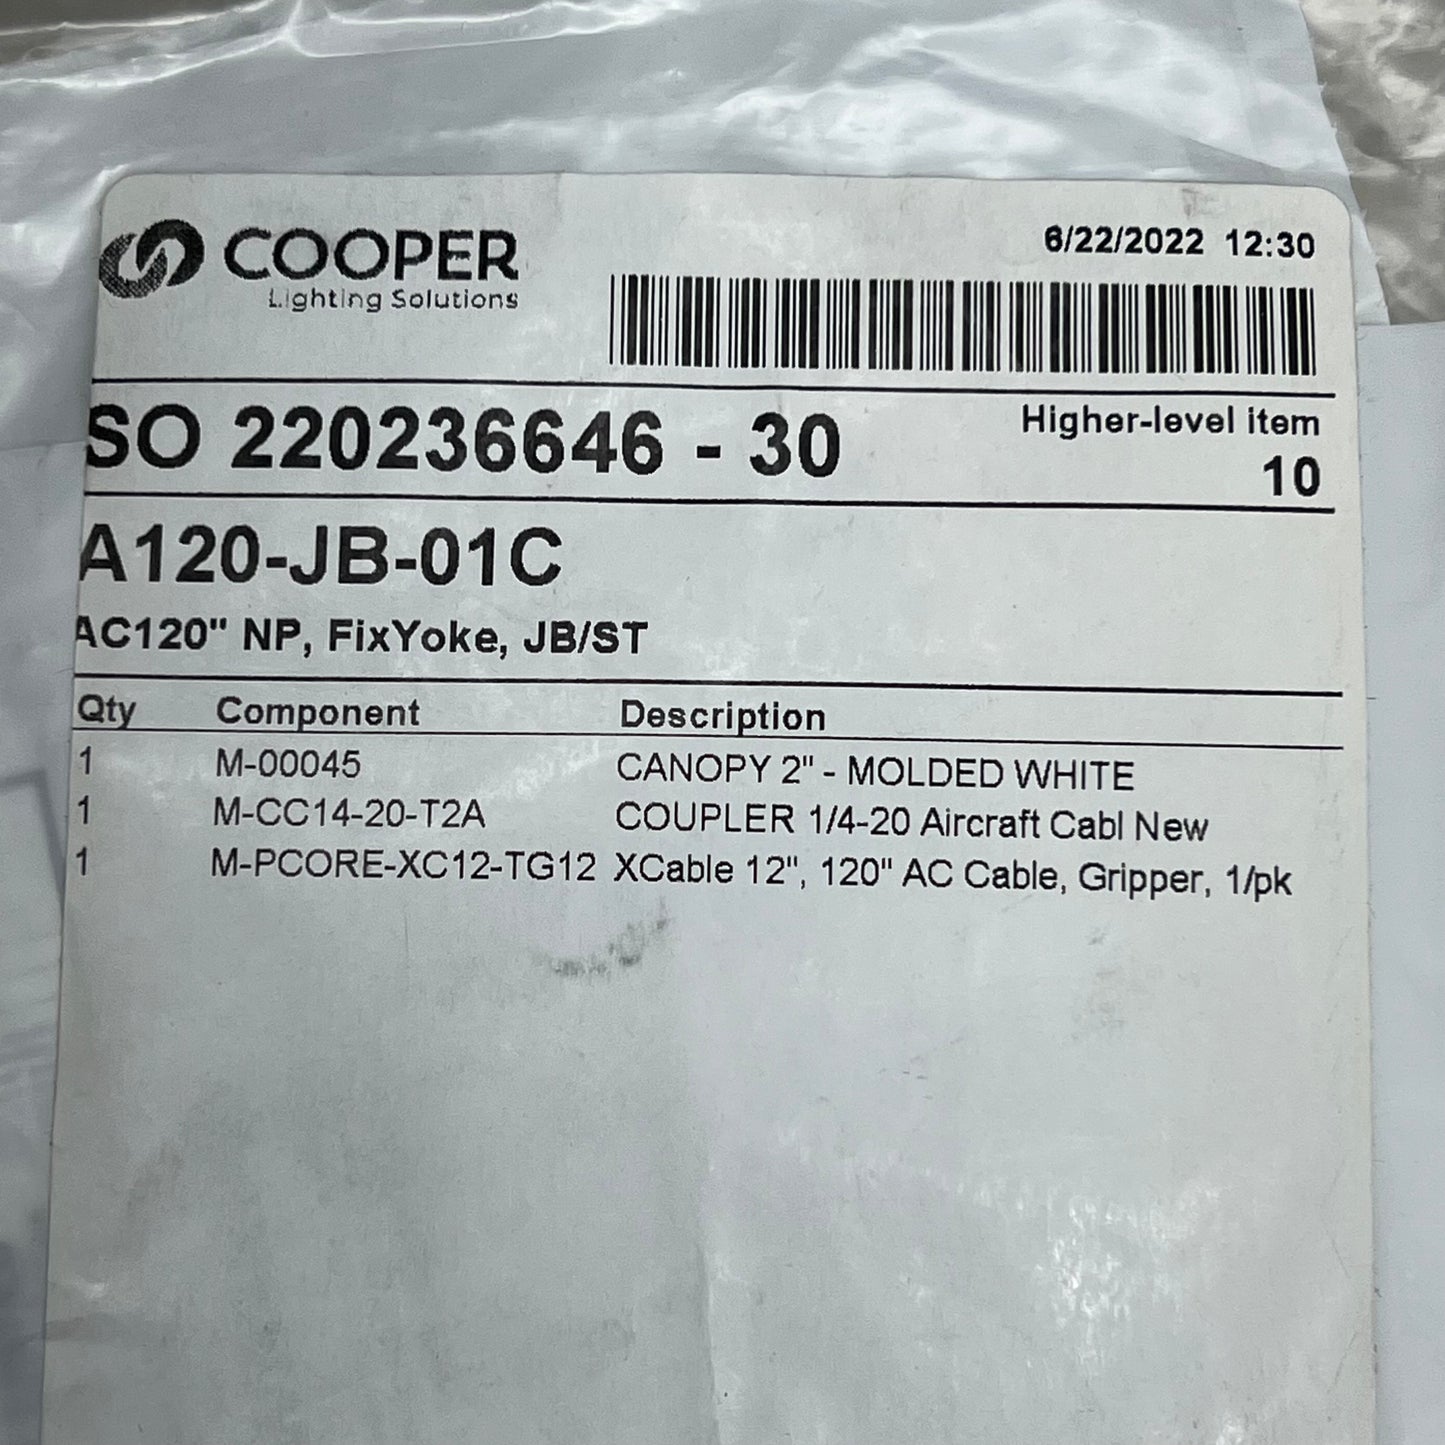 COOPER
Lighting Solutions
6/22/2022 12:30
SO 220236646 - 30
Higher-level item
10
A120-JB-01C
AC120" NP, FixYoke, JB/ST
Qty Component Description
1 M-00045 CANOPY 2" - MOLDED WHITE
1 M-CC14-20-T2A COUPLER 1/4-20 Aircraft Cabl New
1 M-PCORE-XC12-TG12 XCable 12", 120" AC Cable, Gripper, 1/pk